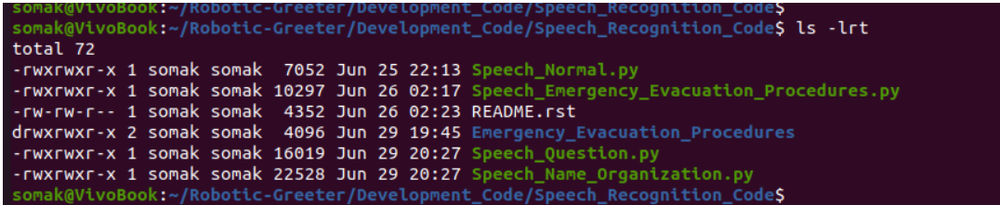 somak@VivoBook:~/Robotic-Greeter/Development_Code/Speech_Recognition_Code$
somak@VivoBook:~/Robotic-Greeter/Development_Code/Speech_Recognition_Code$ ls -lrt
total 72
-rwxrwxr-x 1 somak somak  7052 Jun 25 22:13 Speech_Normal.py
-rwxrwxr-x 1 somak somak 10297 Jun 26 02:17 Speech_Emergency_Evacuation_Procedures.py
-rw-rw-r-- 1 somak somak  4352 Jun 26 02:23 README.rst
drwxrwxr-x 2 somak somak  4096 Jun 29 19:45 Emergency_Evacuation_Procedures
-rwxrwxr-x 1 somak somak 16019 Jun 29 20:27 Speech_Question.py
-rwxrwxr-x 1 somak somak 22528 Jun 29 20:27 Speech_Name_Organization.py
somak@VivoBook:~/Robotic-Greeter/Development_Code/Speech_Recognition_Code$